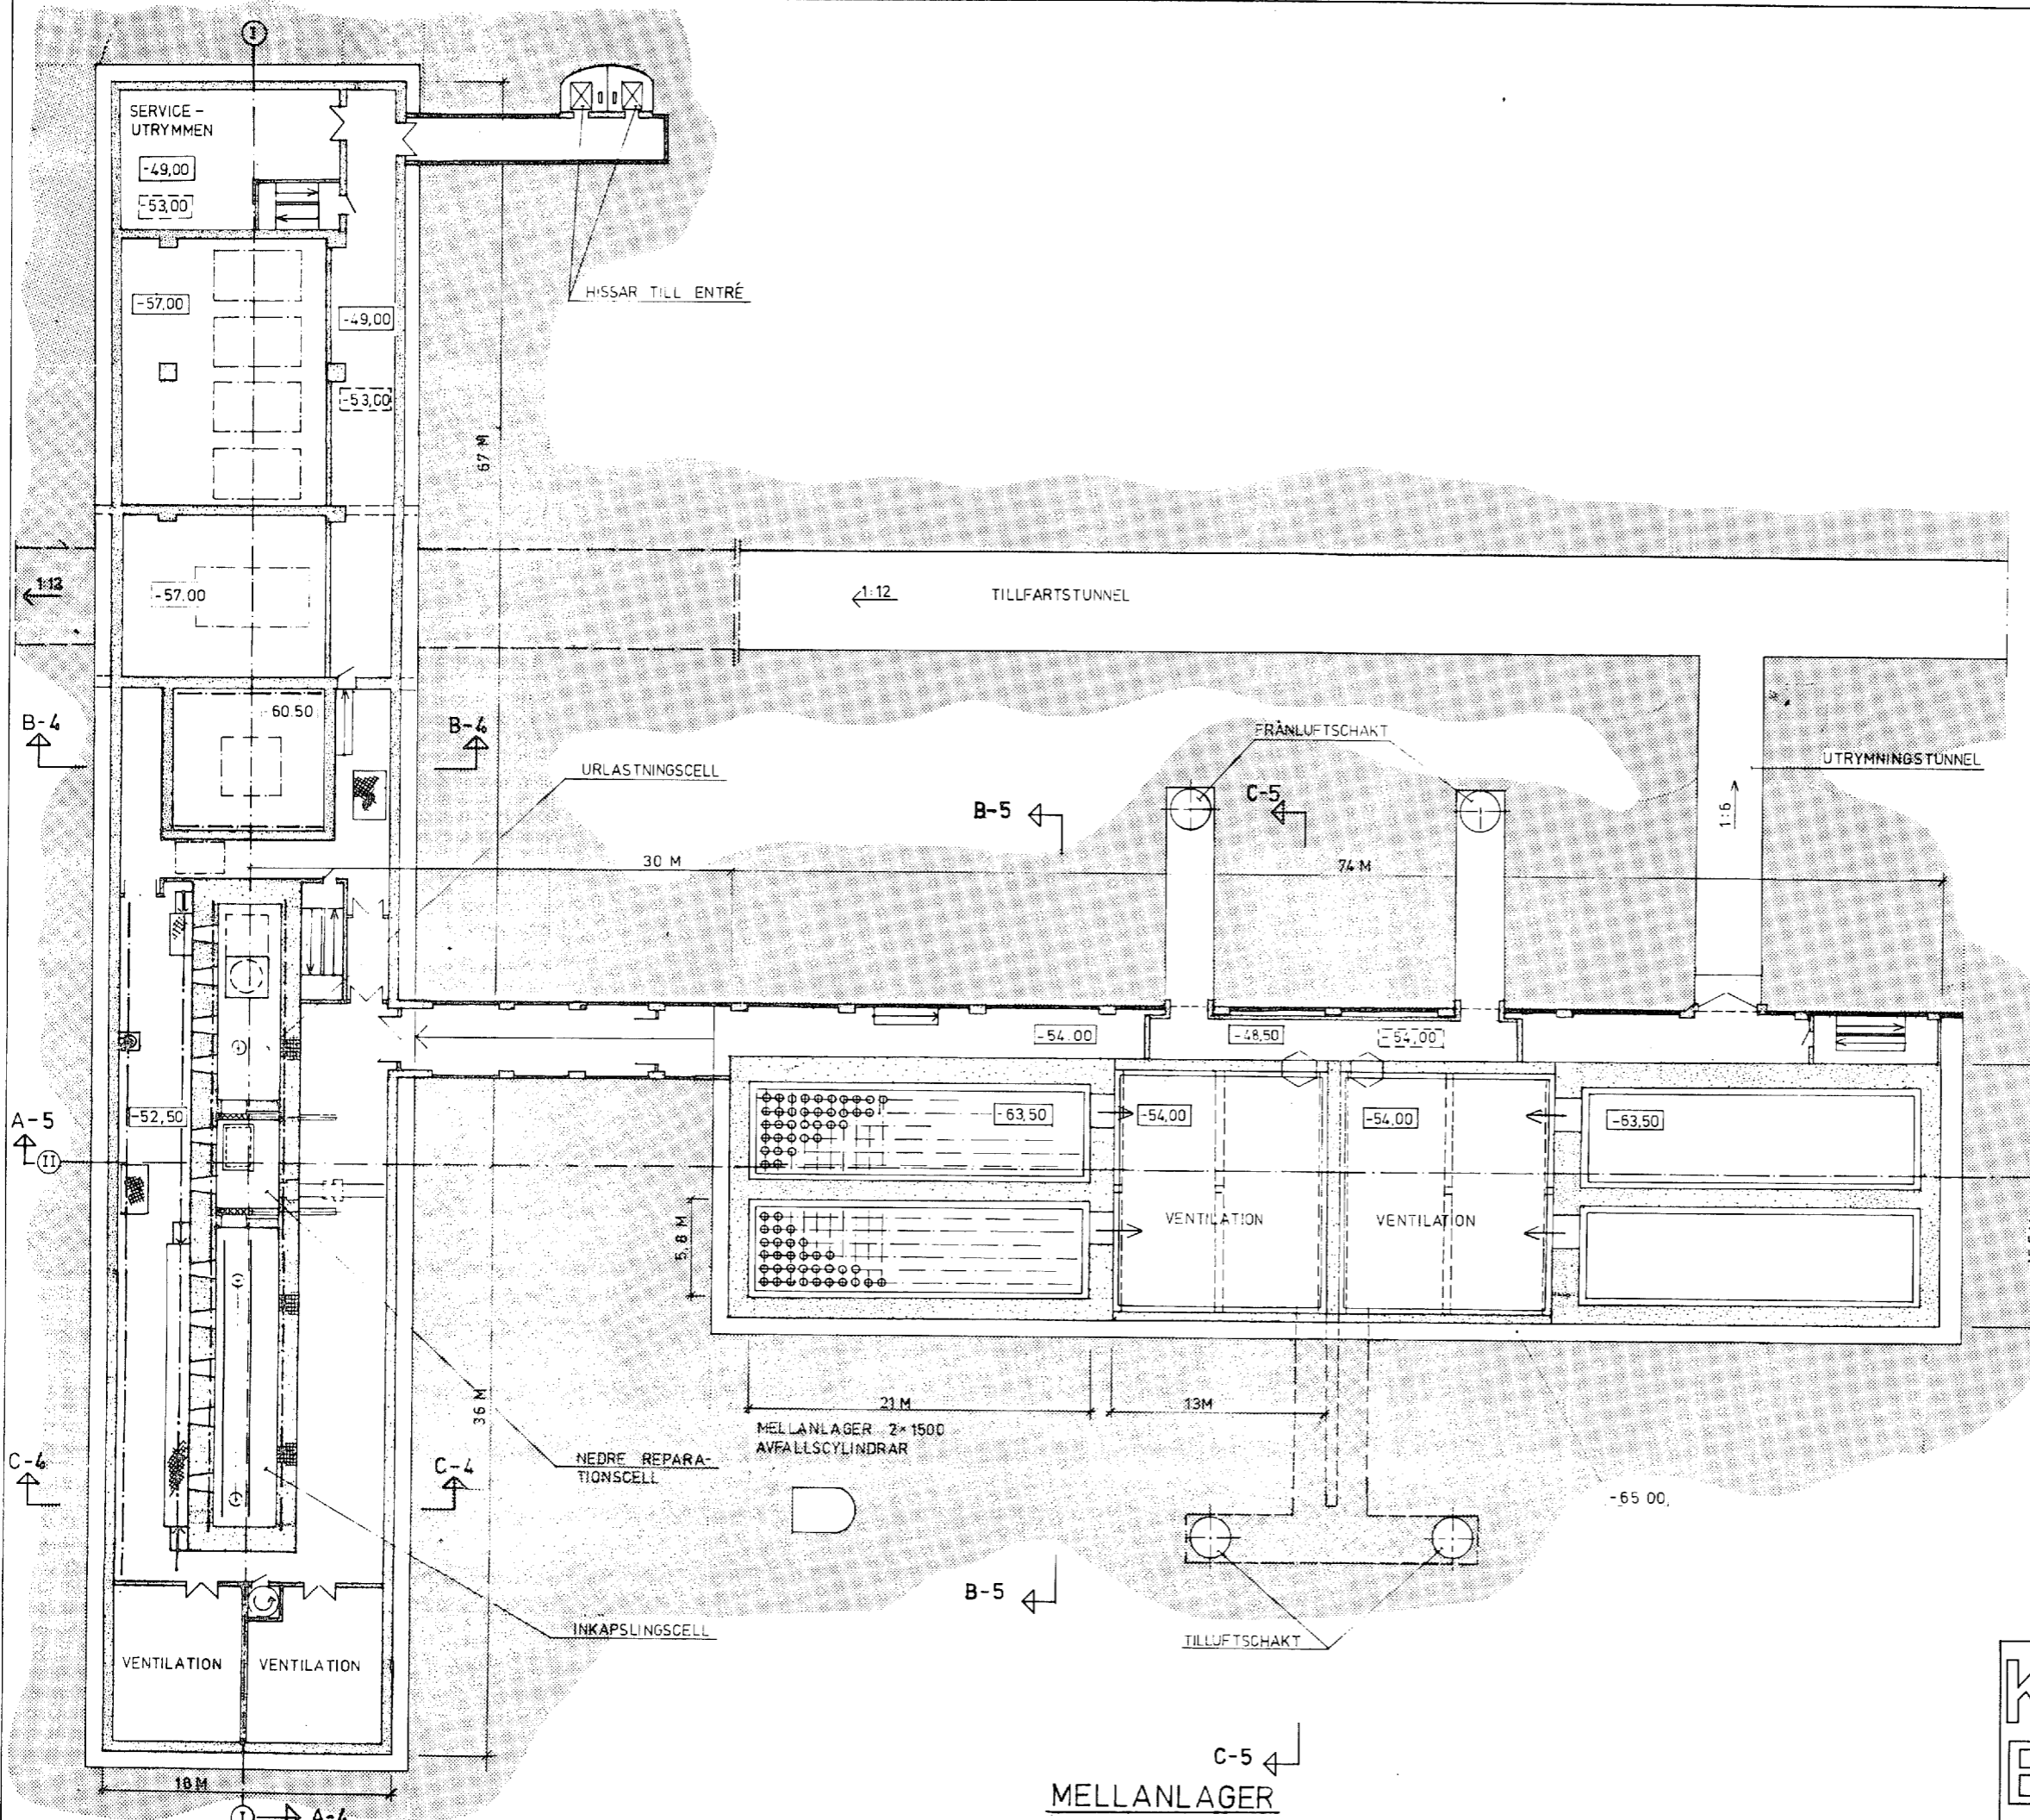 I
SERVICE-
UTRYMMEN
-49,00
-53,00
HISSAR TILL ENTRÉ
-57,00
-49,00
-53,00
67 M
1:12
-57.00
1:12
TILLFARTSTUNNEL
B-4
60.50
B-4
URLASTNINGSCELL
FRÅNLUFTSCHAKT
UTRYMNINGSTUNNEL
B-5
C-5
1:6
30 M
74 M
-54.00
-48,50
-54,00
A-5
II
-52,50
-63,50
-54,00
-54,00
-63,50
5,8 M
VENTILATION
VENTILATION
36 M
21 M
13M
MELLANLAGER 2×1500
AVFALLSCYLINDRAR
C-4
NEDRE REPARA-
TIONSCELL
C-4
-65 00
B-5
INKAPSLINGSCELL
TILLUFTSCHAKT
VENTILATION
VENTILATION
C-5
18 M
MELLANLAGER
I
A-4